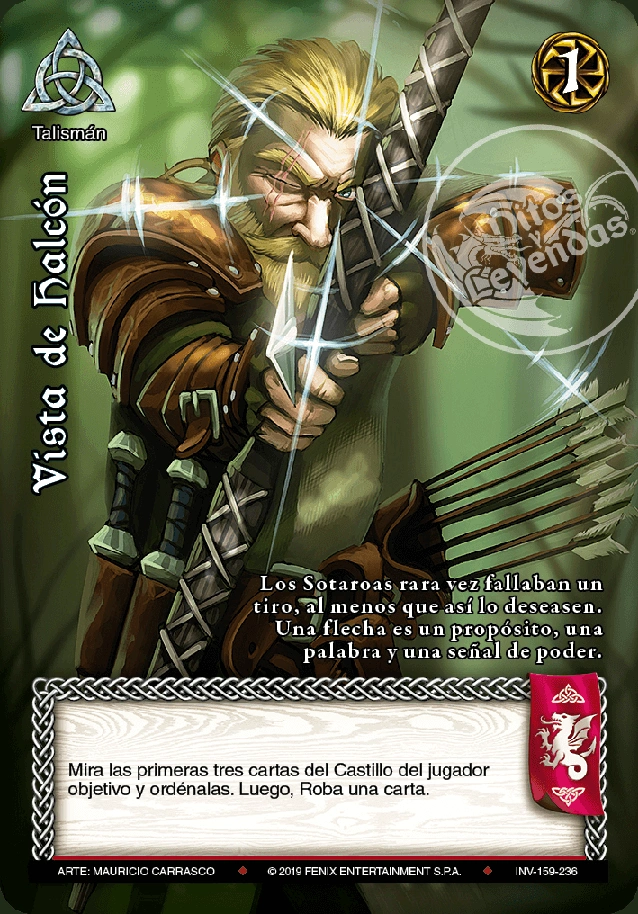 1
Talismán
Vista de Halcón
Mitos
y
Leyendas®
Los Sotaroas rara vez fallaban un
tiro, al menos que así lo deseasen.
Una flecha es un propósito, una
palabra y una señal de poder.
Mira las primeras tres cartas del Castillo del jugador
objetivo y ordénalas. Luego, Roba una carta.
ARTE: MAURICIO CARRASCO ♦ © 2019 FENIX ENTERTAINMENT S.P.A. ♦ INV-159-236